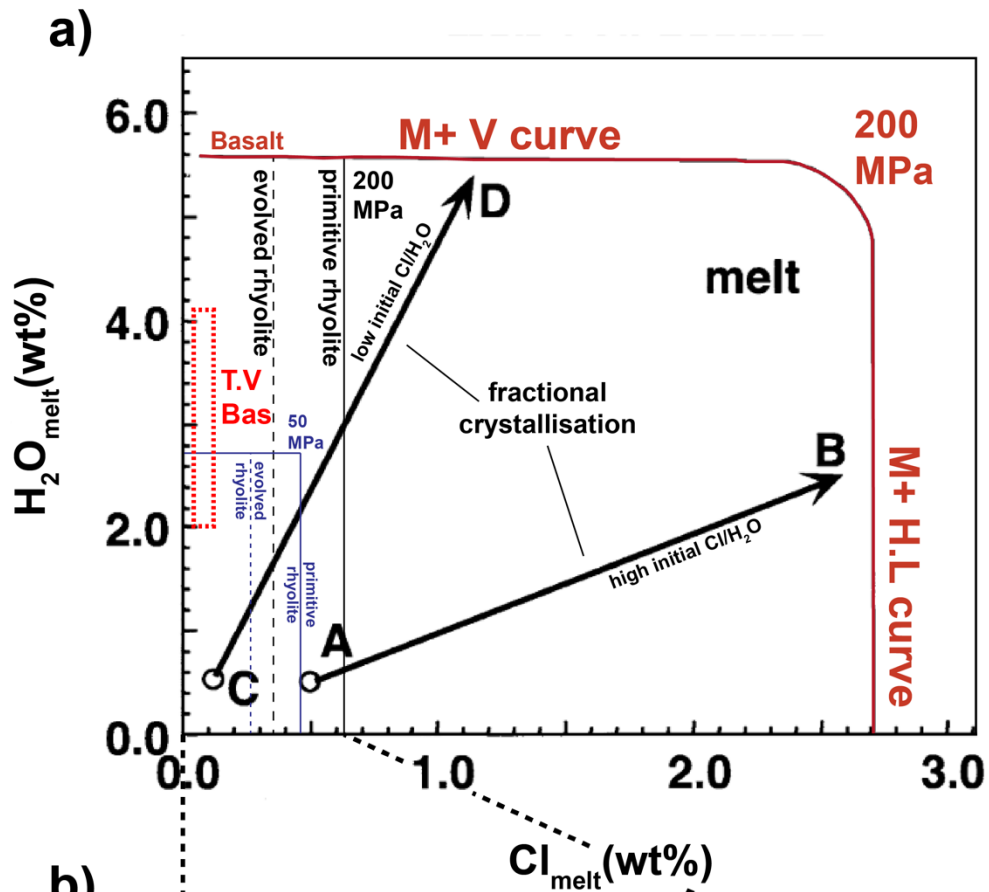 a)
6.0
4.0
2.0
0.0
H2Omelt(wt%)
Basalt
M+ V curve
200
MPa
evolved rhyolite
primitive rhyolite
200
MPa
D
low initial Cl/H2O
melt
T.V
Bas
50
MPa
evolved
rhyolite
primitive
rhyolite
fractional
crystallisation
B
high initial Cl/H2O
M+ H.L curve
A
C
0.0
1.0
2.0
3.0
Clmelt(wt%)
b)